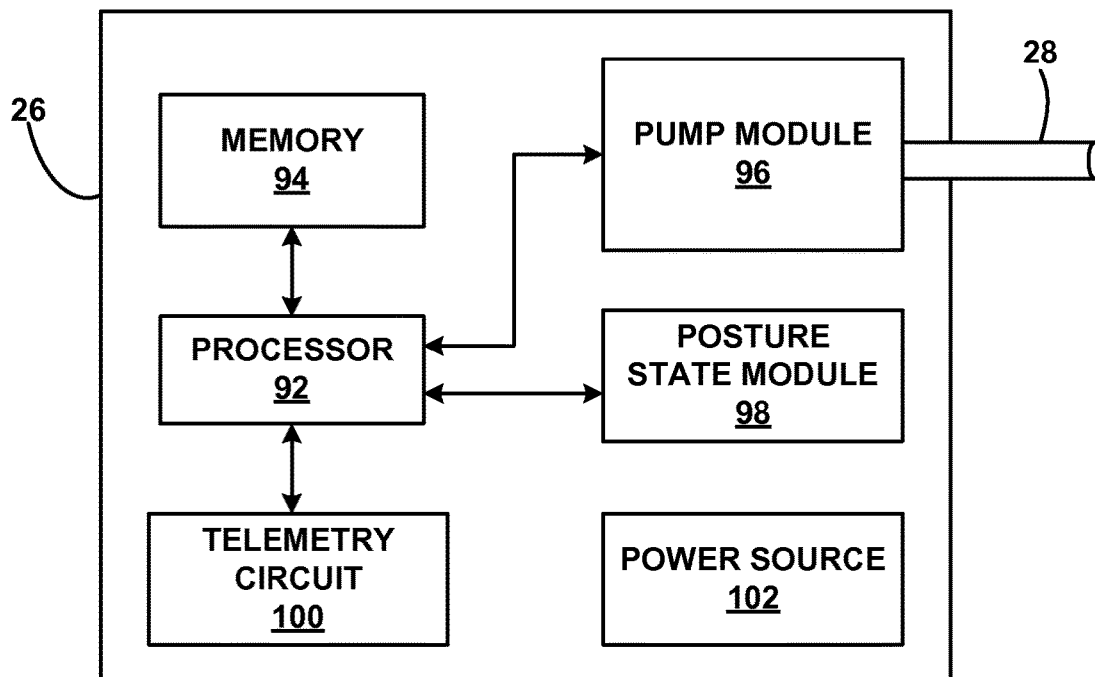 26
28
MEMORY
94
PUMP MODULE
96
PROCESSOR
92
POSTURE
STATE MODULE
98
TELEMETRY
CIRCUIT
100
POWER SOURCE
102